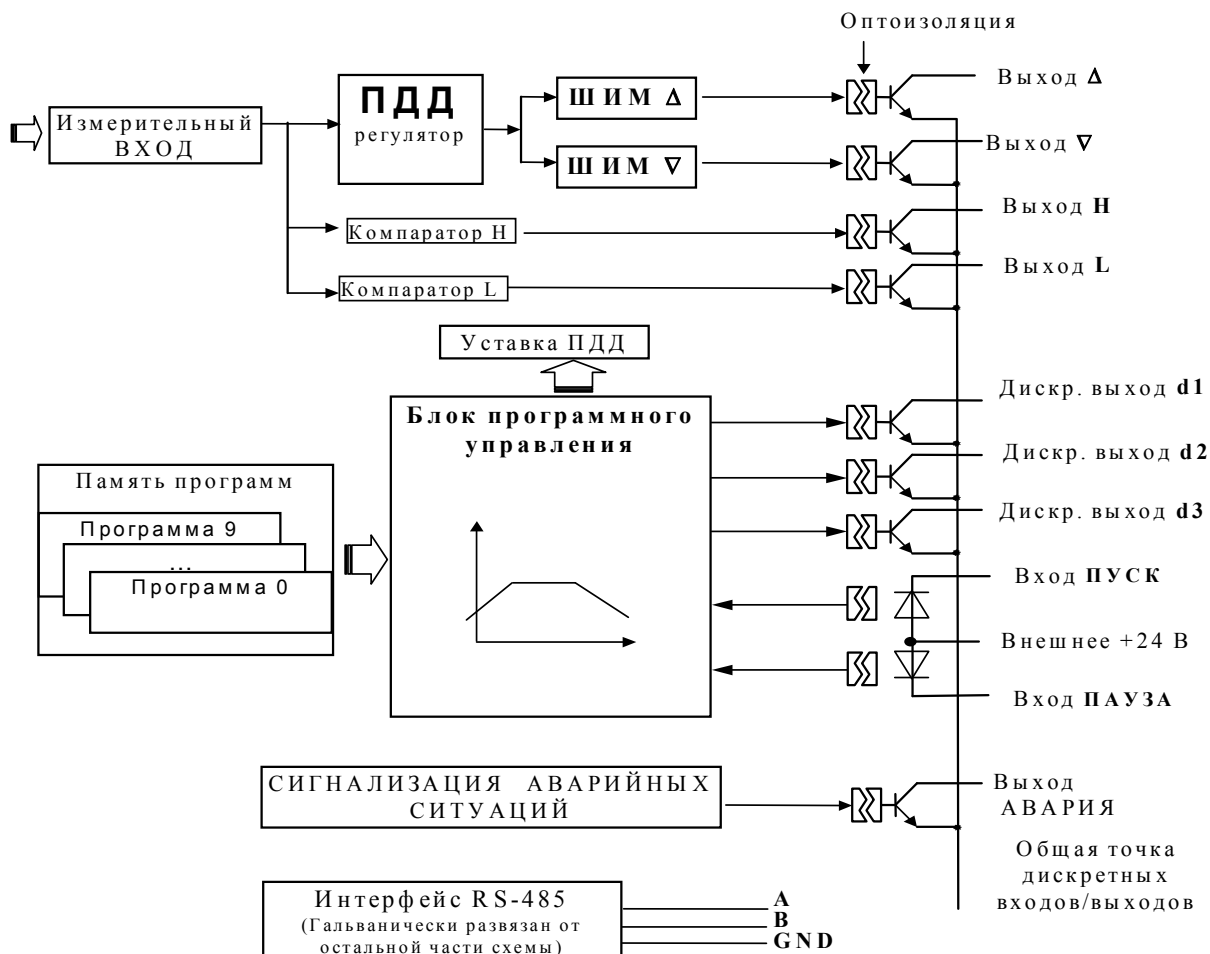 Оптоизоляция
Выход Δ
ПДД
регулятор
ШИМ Δ
Измерительный
ВХОД
Выход ∇
ШИМ ∇
Выход H
Компаратор H
Выход L
Компаратор L
Уставка ПДД
Блок программного
управления
Дискр. выход d1
Дискр. выход d2
Дискр. выход d3
Память программ
Программа 9
...
Программа 0
Вход ПУСК
Внешнее +24 В
Вход ПАУЗА
СИГНАЛИЗАЦИЯ АВАРИЙНЫХ
СИТУАЦИЙ
Выход
АВАРИЯ
Общая точка
дискретных
входов/выходов
Интерфейс RS-485
(Гальванически развязан от
остальной части схемы)
A
B
GND